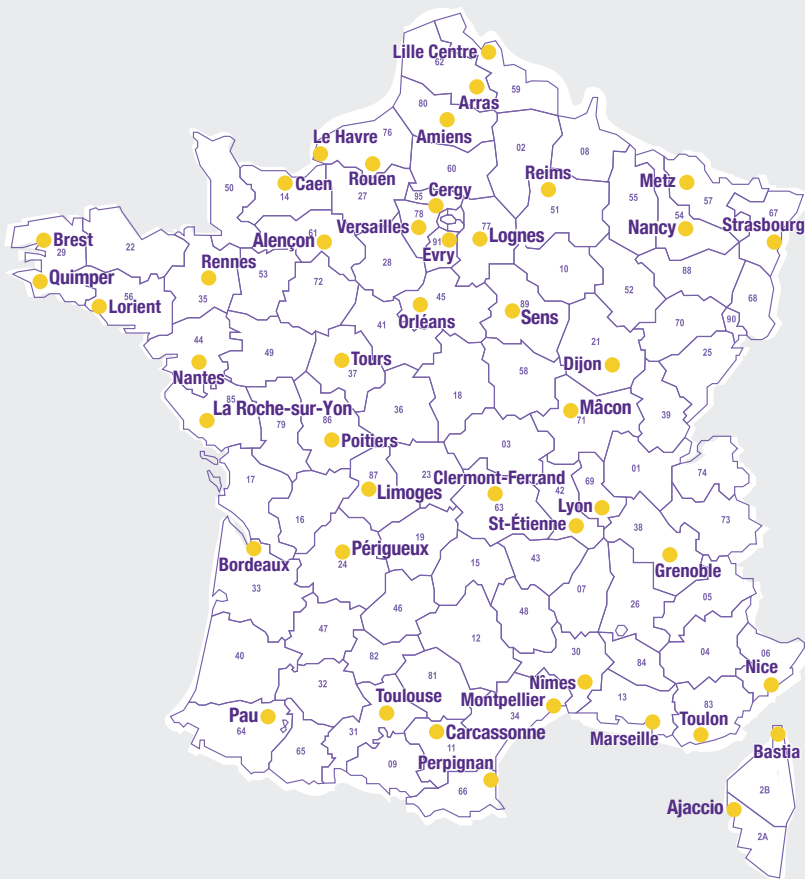 Lille Centre
62
59
Arras
80
Amiens
76
Le Havre
02
08
Rouen
60
Reims
Metz
50
Caen
14
27
95
Cergy
51
55
57
67
78
Versailles
77
54
Nancy
Strasbourg
Brest
29
22
61
Alençon
91
Évry
Lognes
Quimper
Rennes
53
28
10
88
56
Lorient
35
72
52
68
45
Orléans
89
Sens
70
90
44
41
21
25
Nantes
49
Tours
37
Dijon
58
85
La Roche-sur-Yon
79
86
36
18
Mâcon
71
39
Poitiers
03
17
87
Limoges
23
Clermont-Ferrand
63
42
69
01
74
Lyon
16
St-Étienne
38
73
Bordeaux
33
Périgueux
24
19
15
43
Grenoble
46
48
07
26
05
40
47
12
30
04
06
82
84
Nice
32
81
Nîmes
13
83
Pau
64
Toulouse
Montpellier
34
Marseille
Toulon
65
31
Carcassonne
11
09
Perpignan
66
Bastia
2B
Ajaccio
2A